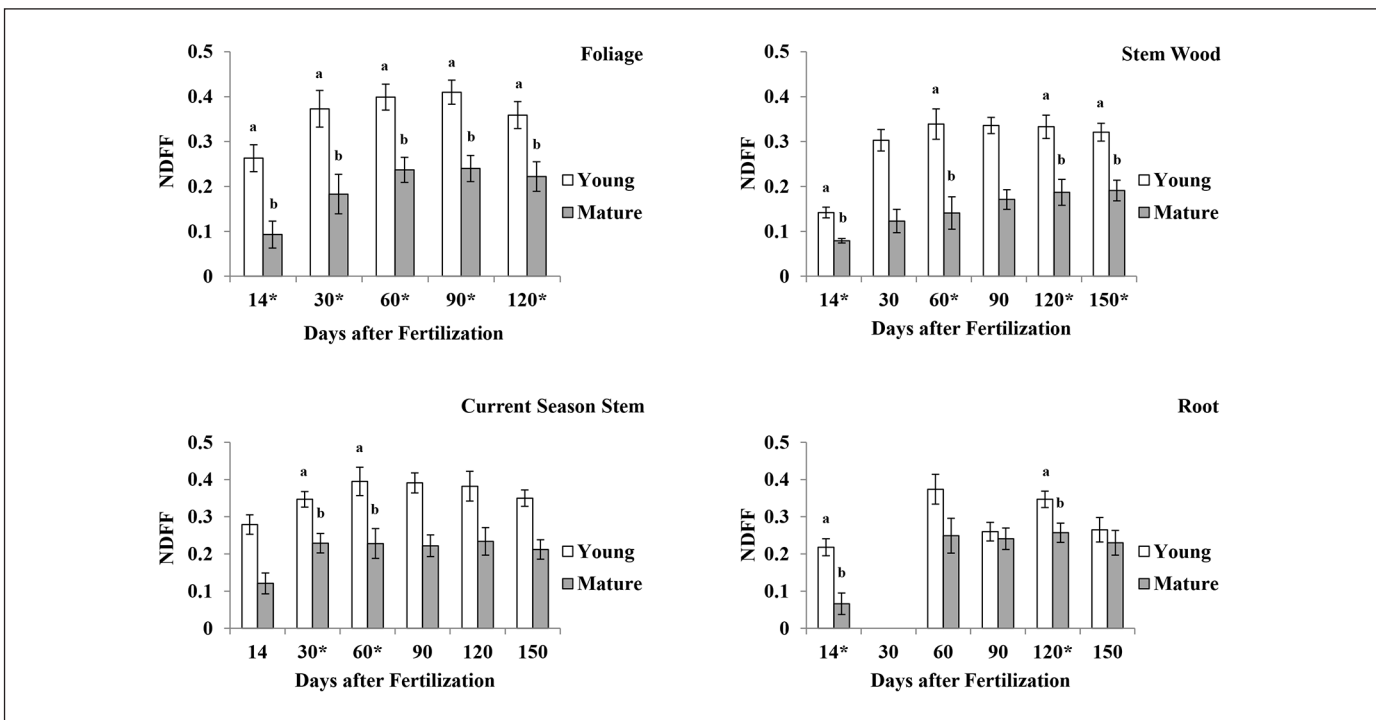 Foliage
0.5
0.4
0.3
0.2
0.1
0
NDFF
a
b
a
b
a
b
a
b
a
b
Young
Mature
14* 30* 60* 90* 120*
Days after Fertilization
Stem Wood
0.5
0.4
0.3
0.2
0.1
0
NDFF
a
b
a
b
a
b
a
b
Young
Mature
14* 30 60* 90 120* 150*
Days after Fertilization
Current Season Stem
0.5
0.4
0.3
0.2
0.1
0
NDFF
a
b
a
b
Young
Mature
14 30* 60* 90 120 150
Days after Fertilization
Root
0.5
0.4
0.3
0.2
0.1
0
NDFF
a
b
a
b
Young
Mature
14* 30 60 90 120* 150
Days after Fertilization